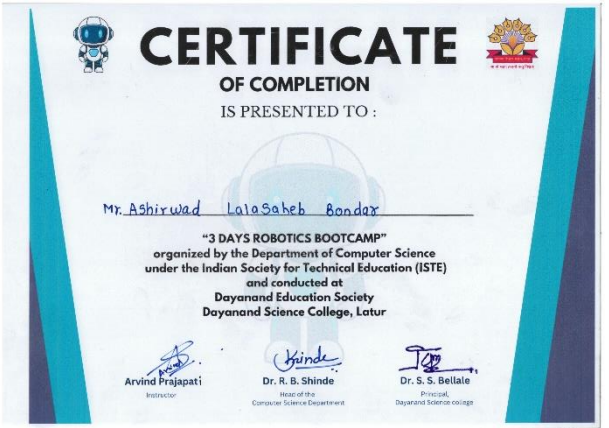 CERTIFICATE
OF COMPLETION
IS PRESENTED TO :
Mr. Ashirwad Lalasaheb Bondar
“3 DAYS ROBOTICS BOOTCAMP”
organized by the Department of Computer Science
under the Indian Society for Technical Education (ISTE)
and conducted at
Dayanand Education Society
Dayanand Science College, Latur
Arvind Prajapati
Instructor
Dr. R. B. Shinde
Head of the
Computer Science Department
Dr. S. S. Bellale
Principal,
Dayanand Science college